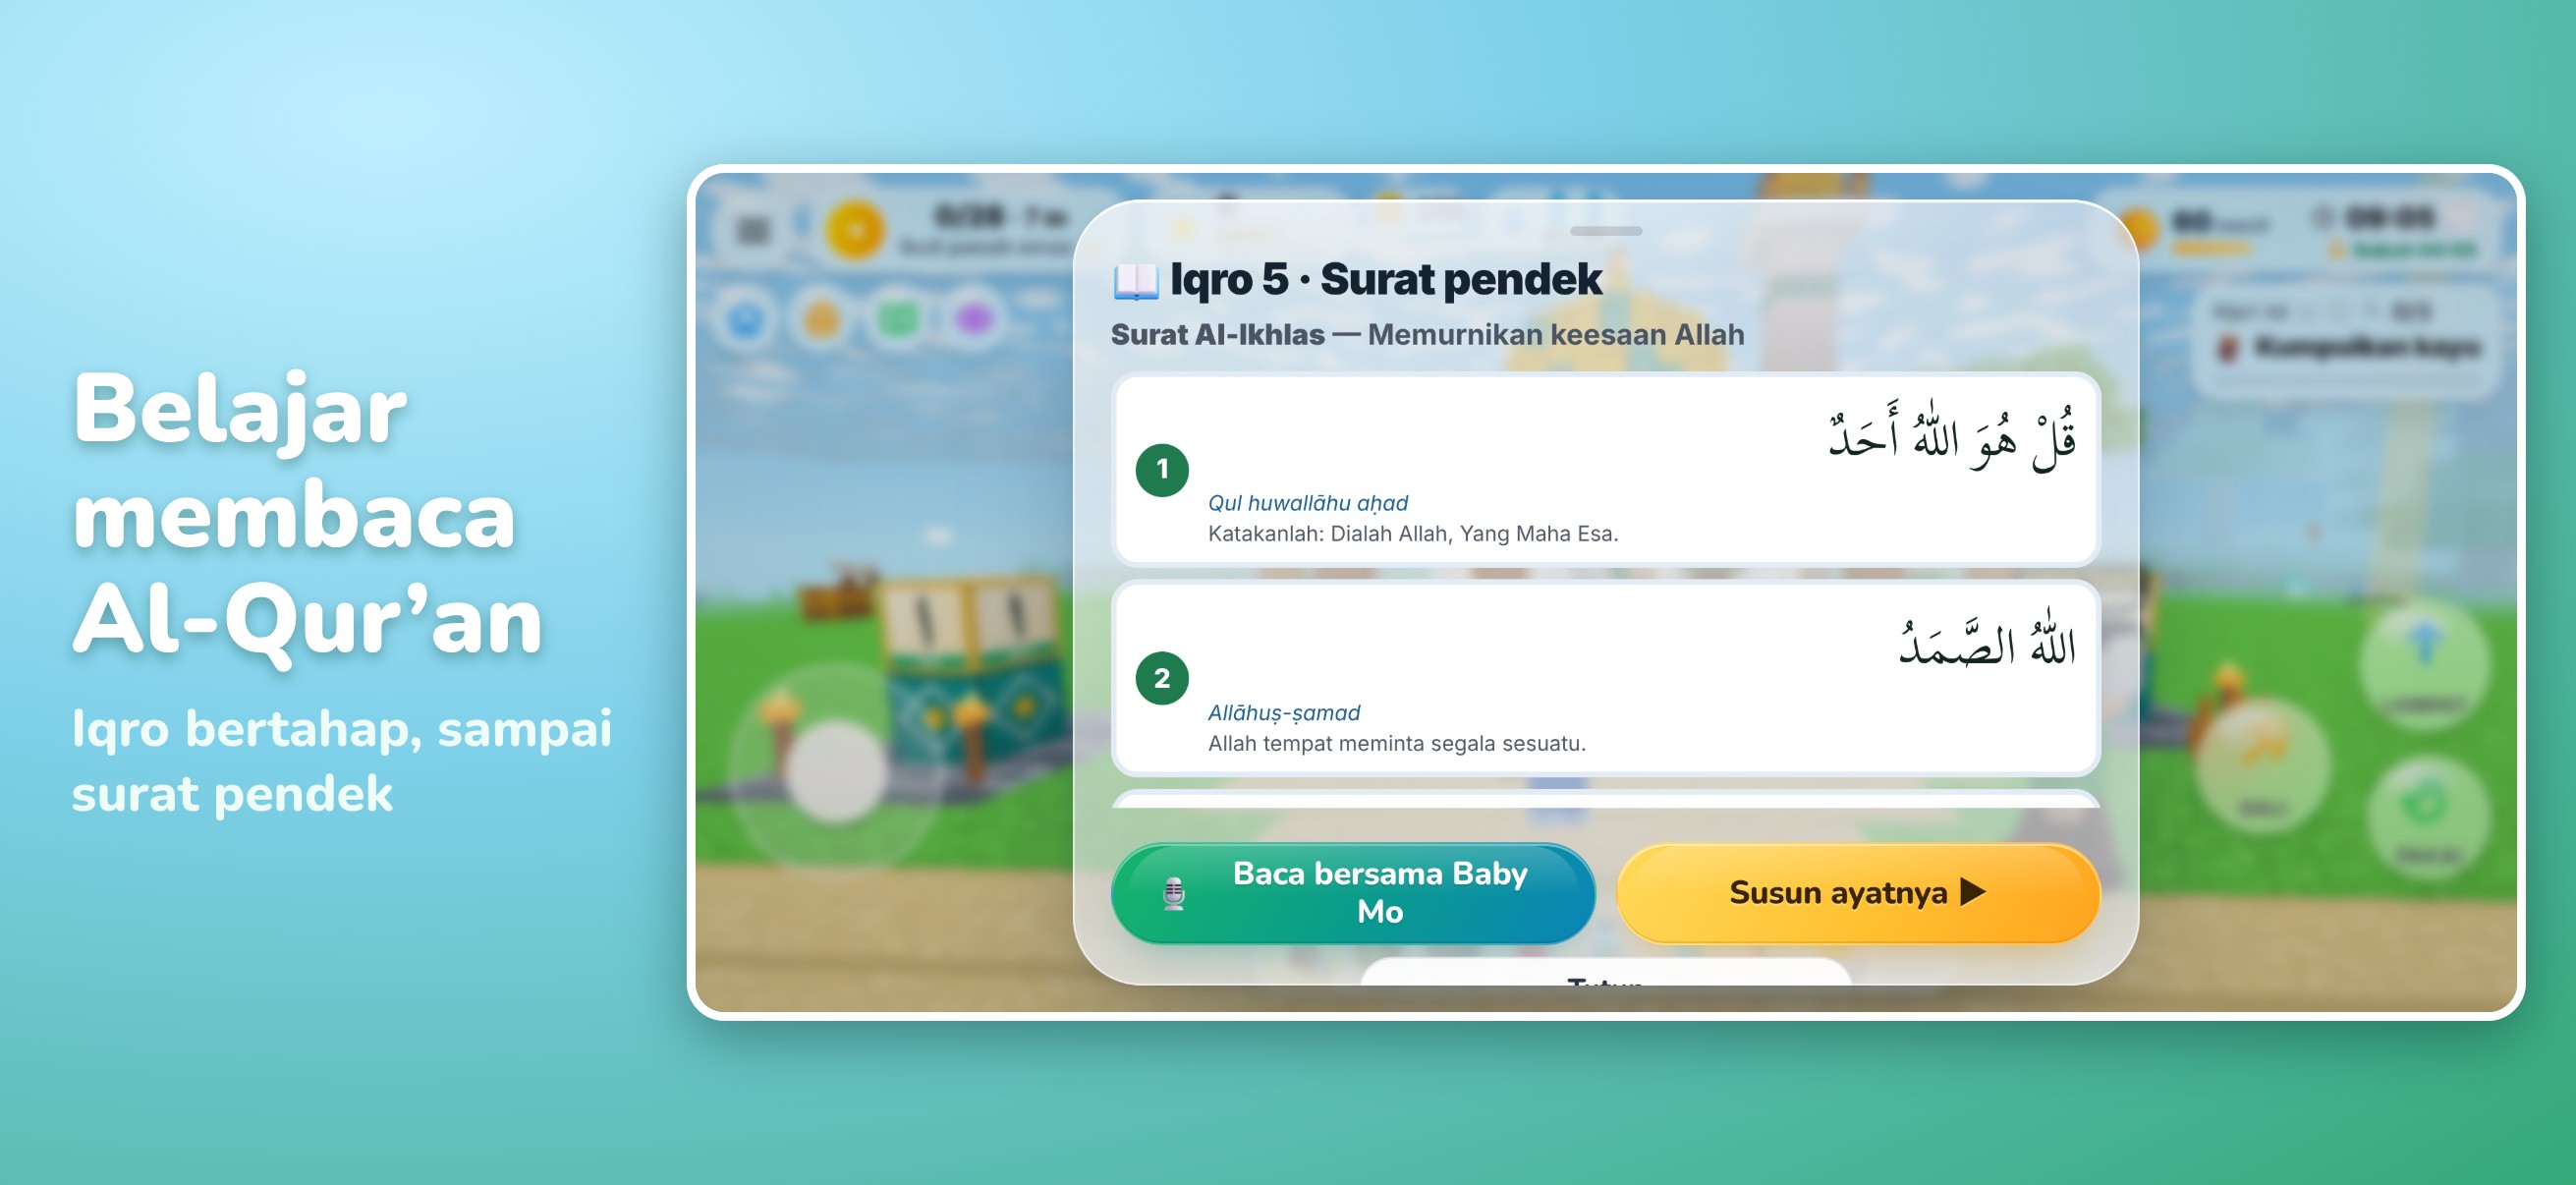 Belajar
membaca
Al-Qur’an
Iqro bertahap, sampai
surat pendek
Iqro 5 · Surat pendek
Surat Al-Ikhlas — Memurnikan keesaan Allah
1
قُلْ هُوَ اللّٰهُ أَحَدٌ
Qul huwallāhu aḥad
Katakanlah: Dialah Allah, Yang Maha Esa.
2
اللّٰهُ الصَّمَدُ
Allāhuṣ-ṣamad
Allah tempat meminta segala sesuatu.
Baca bersama Baby
Mo
Susun ayatnya ▶
Kumpulkan kayu